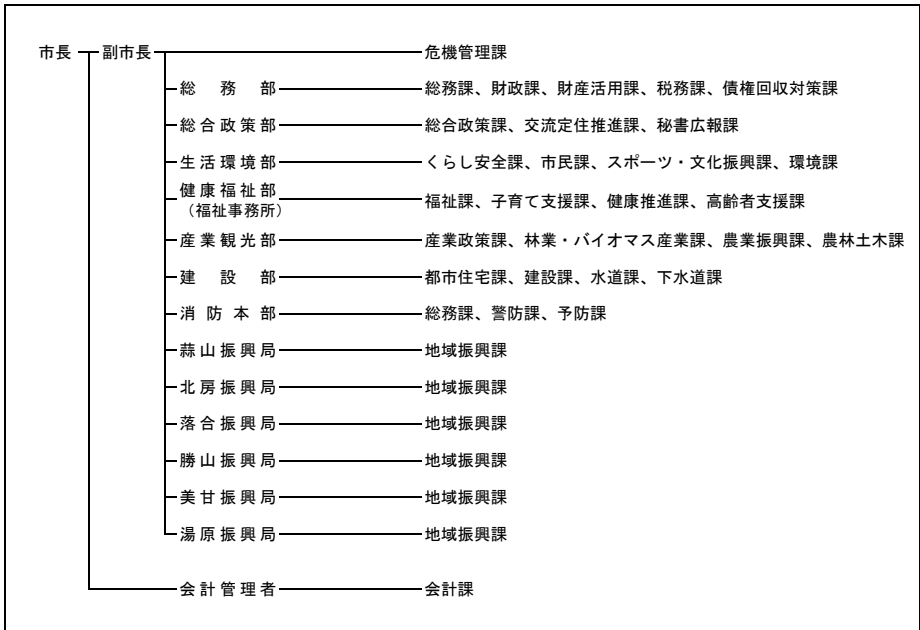 市長 副市長 危機管理課
総務部 総務課、財政課、財産活用課、税務課、債権回収対策課
総合政策部 総合政策課、交流定住推進課、秘書広報課
生活環境部 くらし安全課、市民課、スポーツ・文化振興課、環境課
健康福祉部
（福祉事務所） 福祉課、子育て支援課、健康推進課、高齢者支援課
産業観光部 産業政策課、林業・バイオマス産業課、農業振興課、農林土木課
建設部 都市住宅課、建設課、水道課、下水道課
消防本部 総務課、警防課、予防課
蒜山振興局 地域振興課
北房振興局 地域振興課
落合振興局 地域振興課
勝山振興局 地域振興課
美甘振興局 地域振興課
湯原振興局 地域振興課
会計管理者 会計課